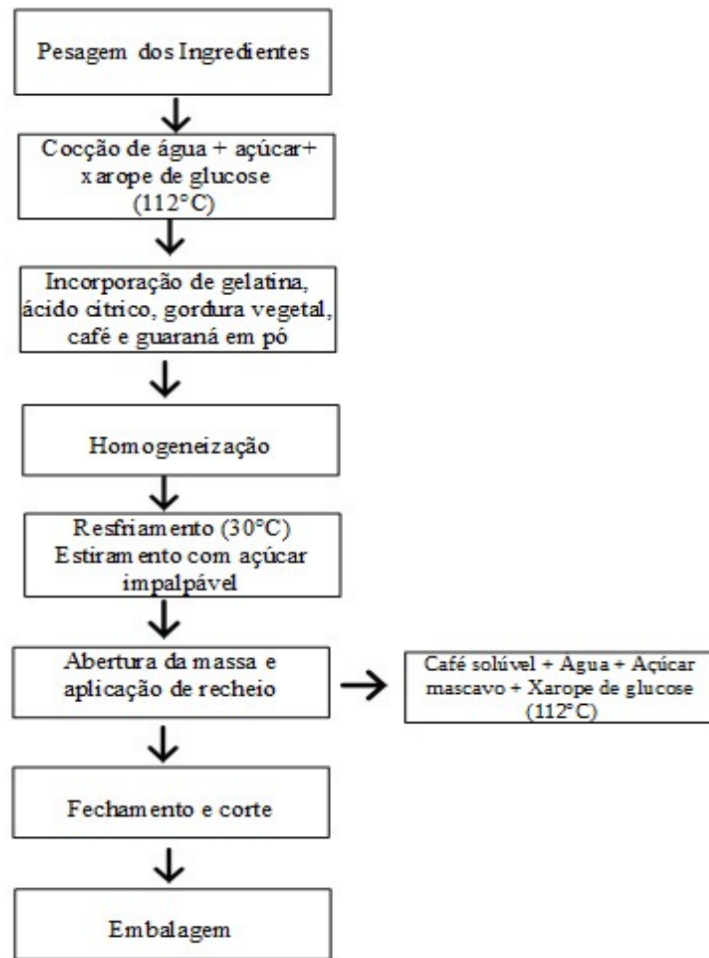 Pesagem dos Ingredientes
Cocção de água + açúcar+
xarope de glucose
(112°C)
Incorporação de gelatina,
ácido cítrico, gordura vegetal,
café e guaraná em pó
Homogeneização
Resfriamento (30°C)
Estiramento com açúcar
impalpável
Abertura da massa e
aplicação de recheio
Café solúvel + Água + Açúcar
mascavo + Xarope de glucose
(112°C)
Fechamento e corte
Embalagem